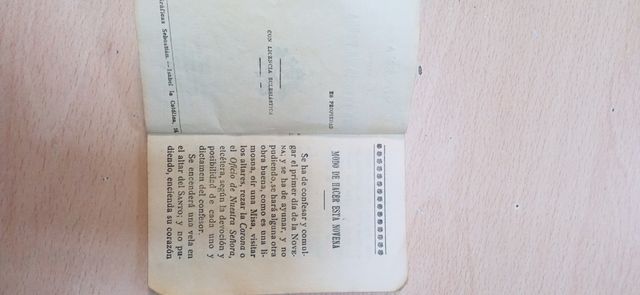 ES PROPIEDAD
CON LICENCIA ECLESIÁSTICA
Gráficas Sebastián.—Isabel la Católica,
MODO DE HACER ESTA NOVENA
Se ha de confesar y comul-
gar el primer día de la Nove-
NA, y se ha de ayunar, y no
pudiendo, se hará alguna otra
obra buena, como es una li-
mosna, oir una Misa, visitar
los altares, rezar la Corona o
el Oficio de Nuestra Señora,
etcétera, según la devoción y
posibilidad de cada uno y
dictamen del confesor.
Se encenderá una vela en
el altar del SANTO; y no pu-
diendo, encienda su corazón